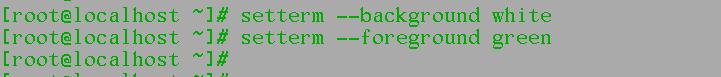 [root@localhost ~]# setterm --background white
[root@localhost ~]# setterm --foreground green
[root@localhost ~]#